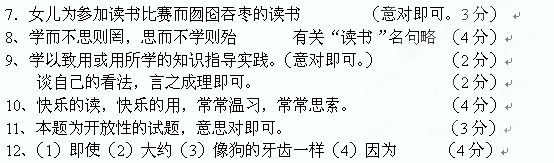 7．女儿为参加读书比赛而囫囵吞枣的读书 （意对即可。3分）
8、学而不思则罔，思而不学则殆 有关“读书”名句略 （4分）
9、学以致用或用所学的知识指导实践。（意对即可。） （2分）
谈自己的看法，言之成理即可。 （2分）
10、快乐的读，快乐的用，常常温习，常常思索。 （4分）
11、本题为开放性的试题，意思对即可。 （3分）
12、（1）即使（2）大约（3）像狗的牙齿一样（4）因为 （4分）